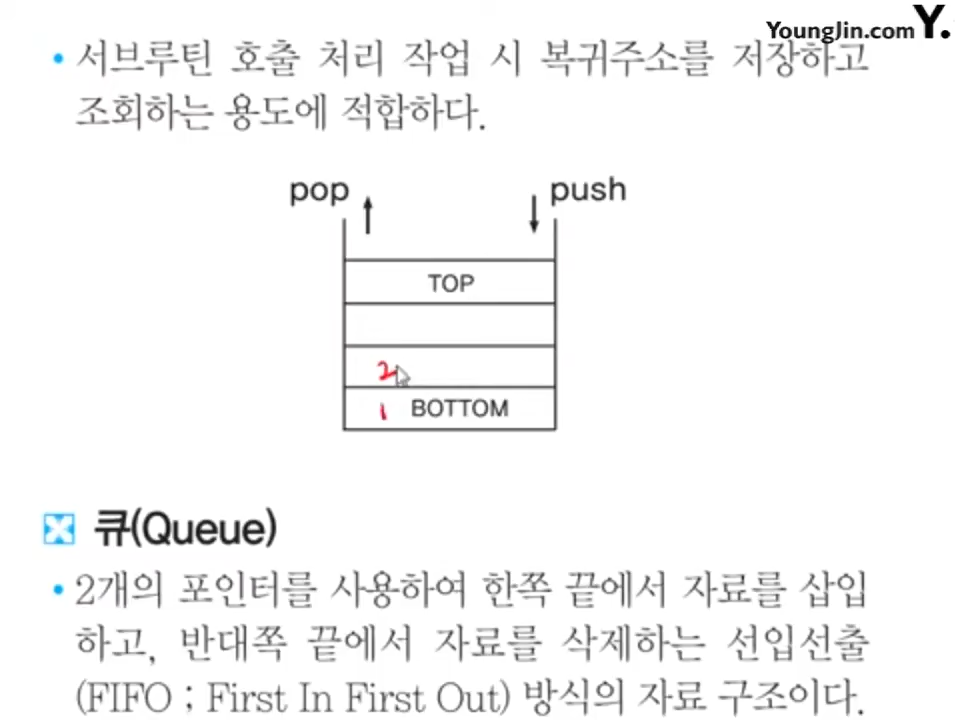 YoungJin.com Y.
• 서브루틴 호출 처리 작업 시 복귀주소를 저장하고
조회하는 용도에 적합하다.
pop push
TOP
2
1 BOTTOM
큐(Queue)
• 2개의 포인터를 사용하여 한쪽 끝에서 자료를 삽입
하고, 반대쪽 끝에서 자료를 삭제하는 선입선출
(FIFO ; First In First Out) 방식의 자료 구조이다.